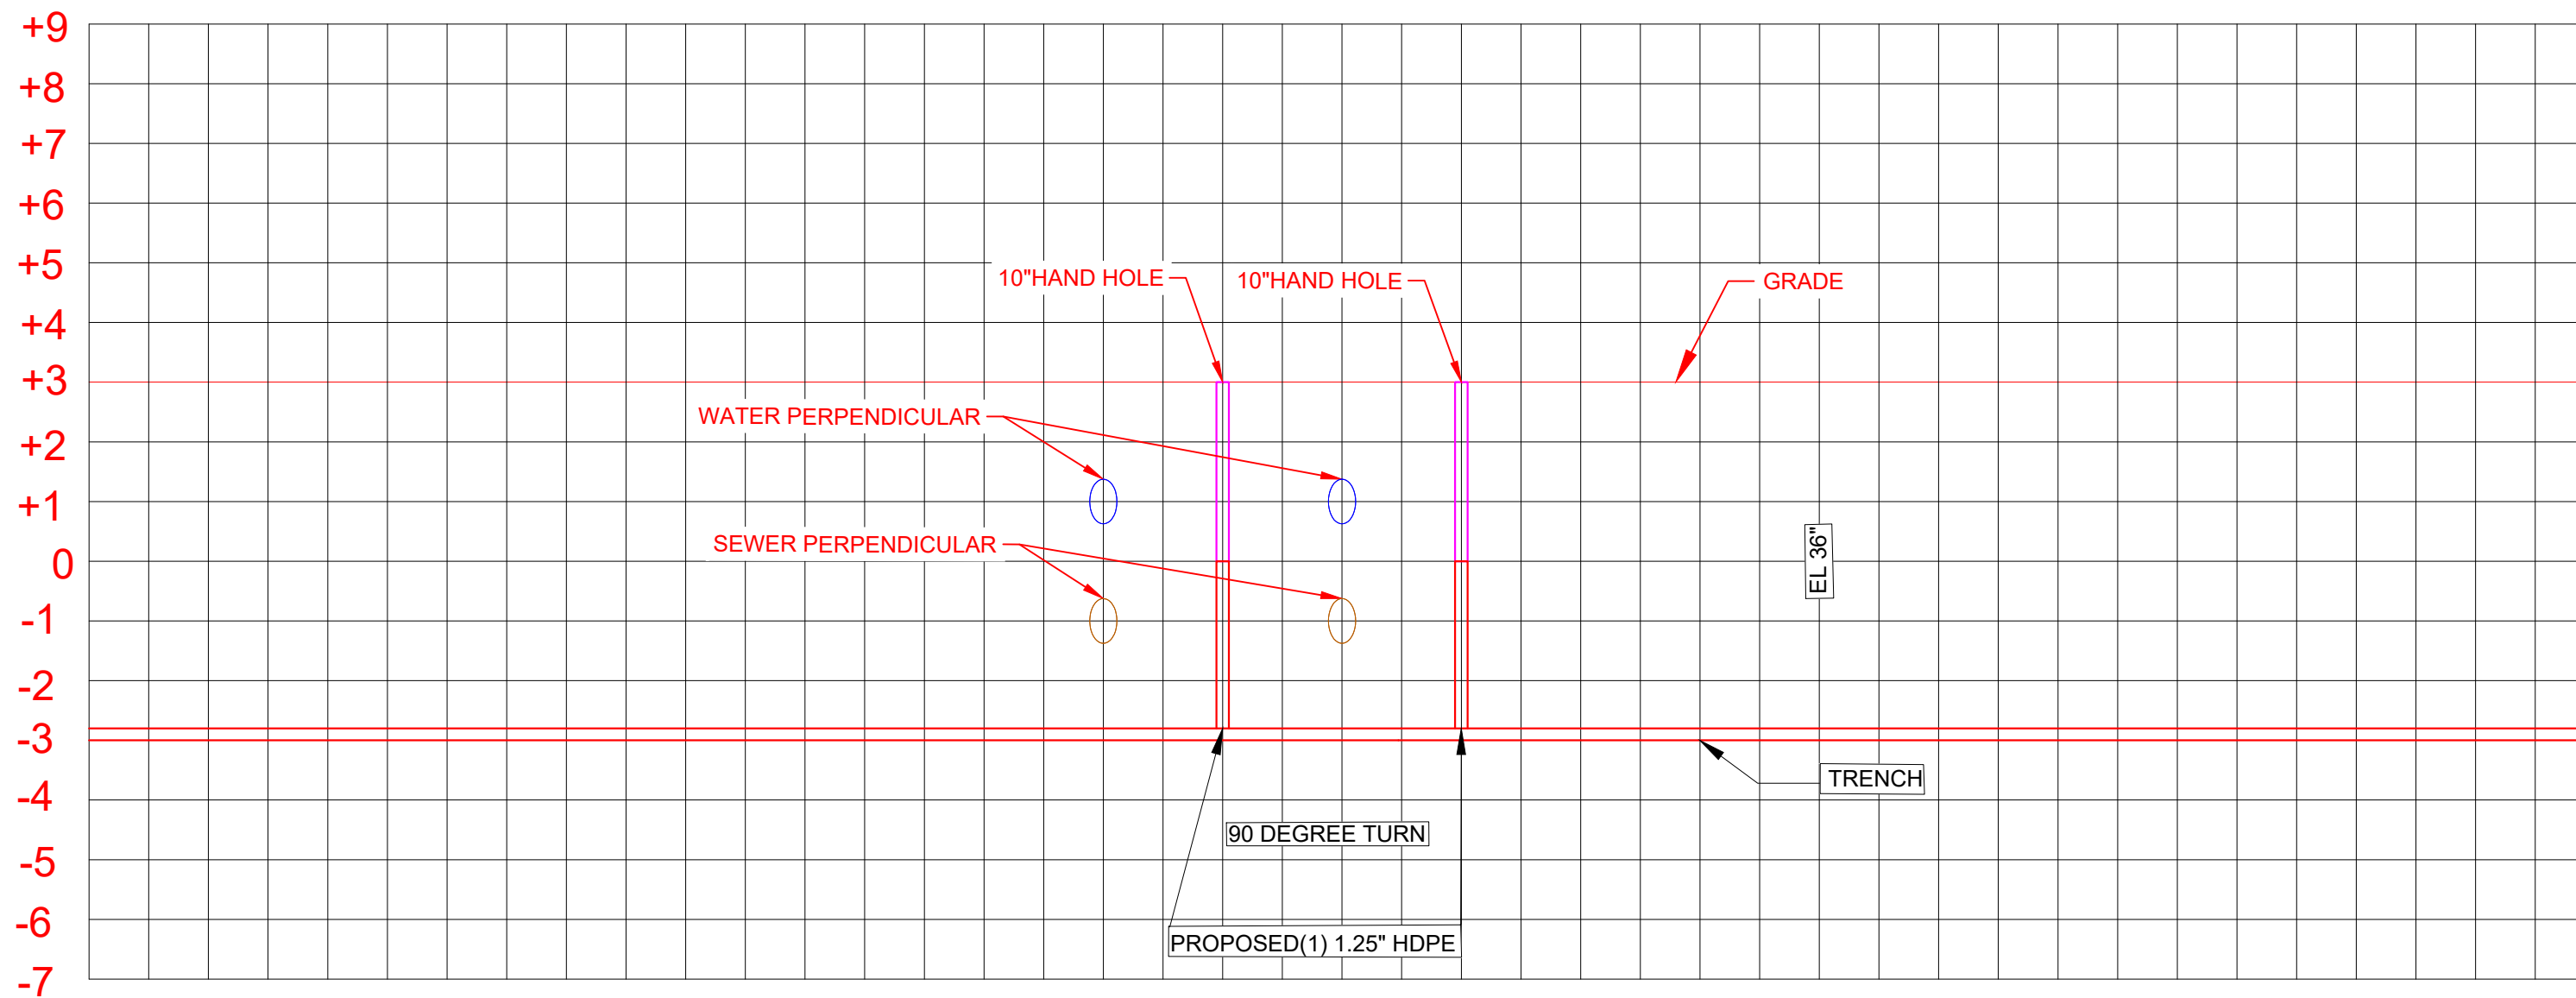 +9
+8
+7
+6
+5
+4
+3
+2
+1
0
-1
-2
-3
-4
-5
-6
-7
10"HAND HOLE
10"HAND HOLE
GRADE
WATER PERPENDICULAR
SEWER PERPENDICULAR
EL 36"
TRENCH
90 DEGREE TURN
PROPOSED(1) 1.25" HDPE